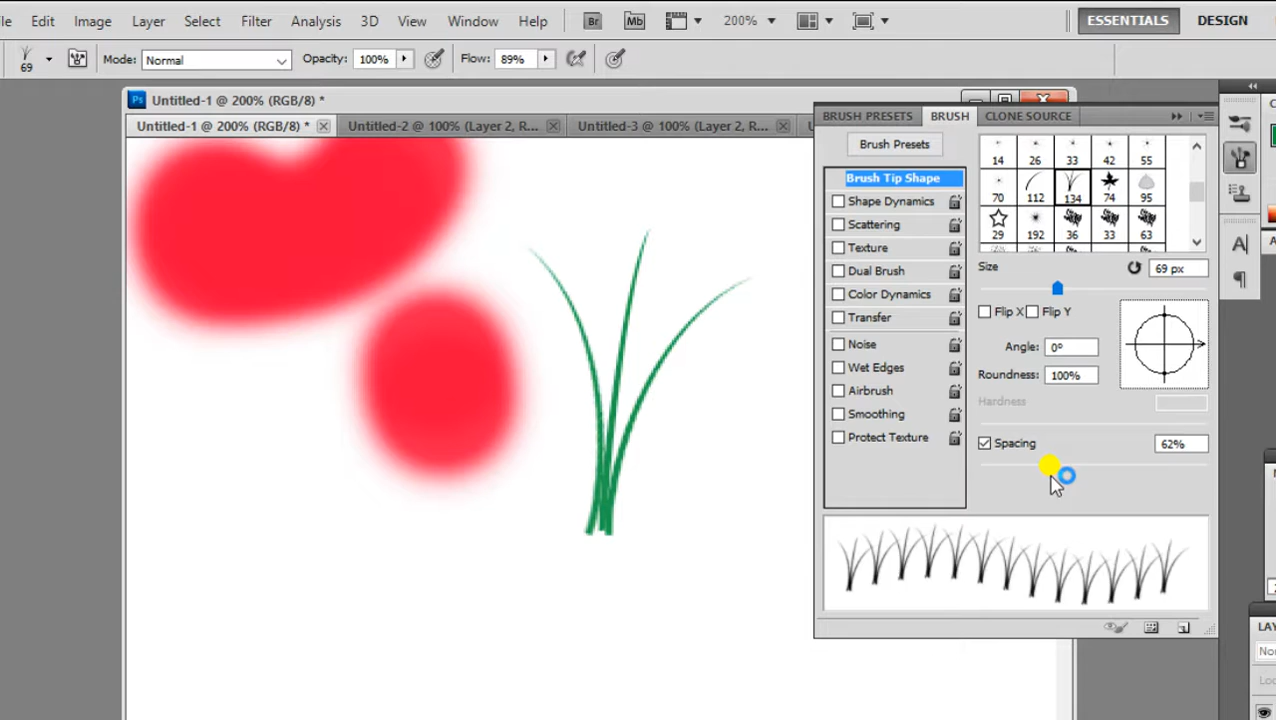 Edit Image Layer Select Filter Analysis 3D View Window Help Br Mb 200% ESSENTIALS DESIGN
69 Mode: Normal Opacity: 100% Flow: 89%
Ps Untitled-1 @ 200% (RGB/8) *
Untitled-1 @ 200% (RGB/8) * Untitled-2 @ 100% (Layer 2, R... Untitled-3 @ 100% (Layer 2, R...
BRUSH PRESETS BRUSH CLONE SOURCE
Brush Presets
14 26 33 42 55
70 112 134 74 95
29 192 36 33 63
Brush Tip Shape
Shape Dynamics
Scattering
Texture
Dual Brush
Color Dynamics
Transfer
Noise
Wet Edges
Airbrush
Smoothing
Protect Texture
Size 69 px
Flip X Flip Y
Angle: 0º
Roundness: 100%
Hardness
Spacing 62%
A